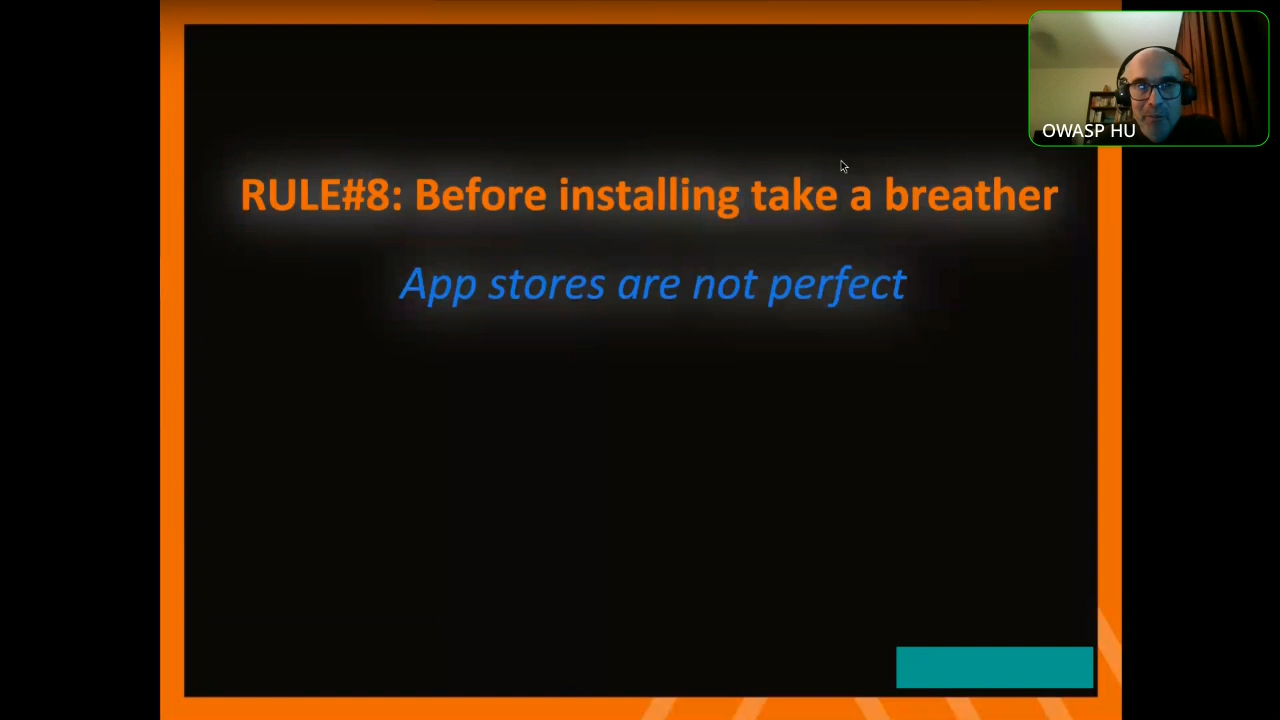 RULE#8: Before installing take a breather
App stores are not perfect
OWASP HU